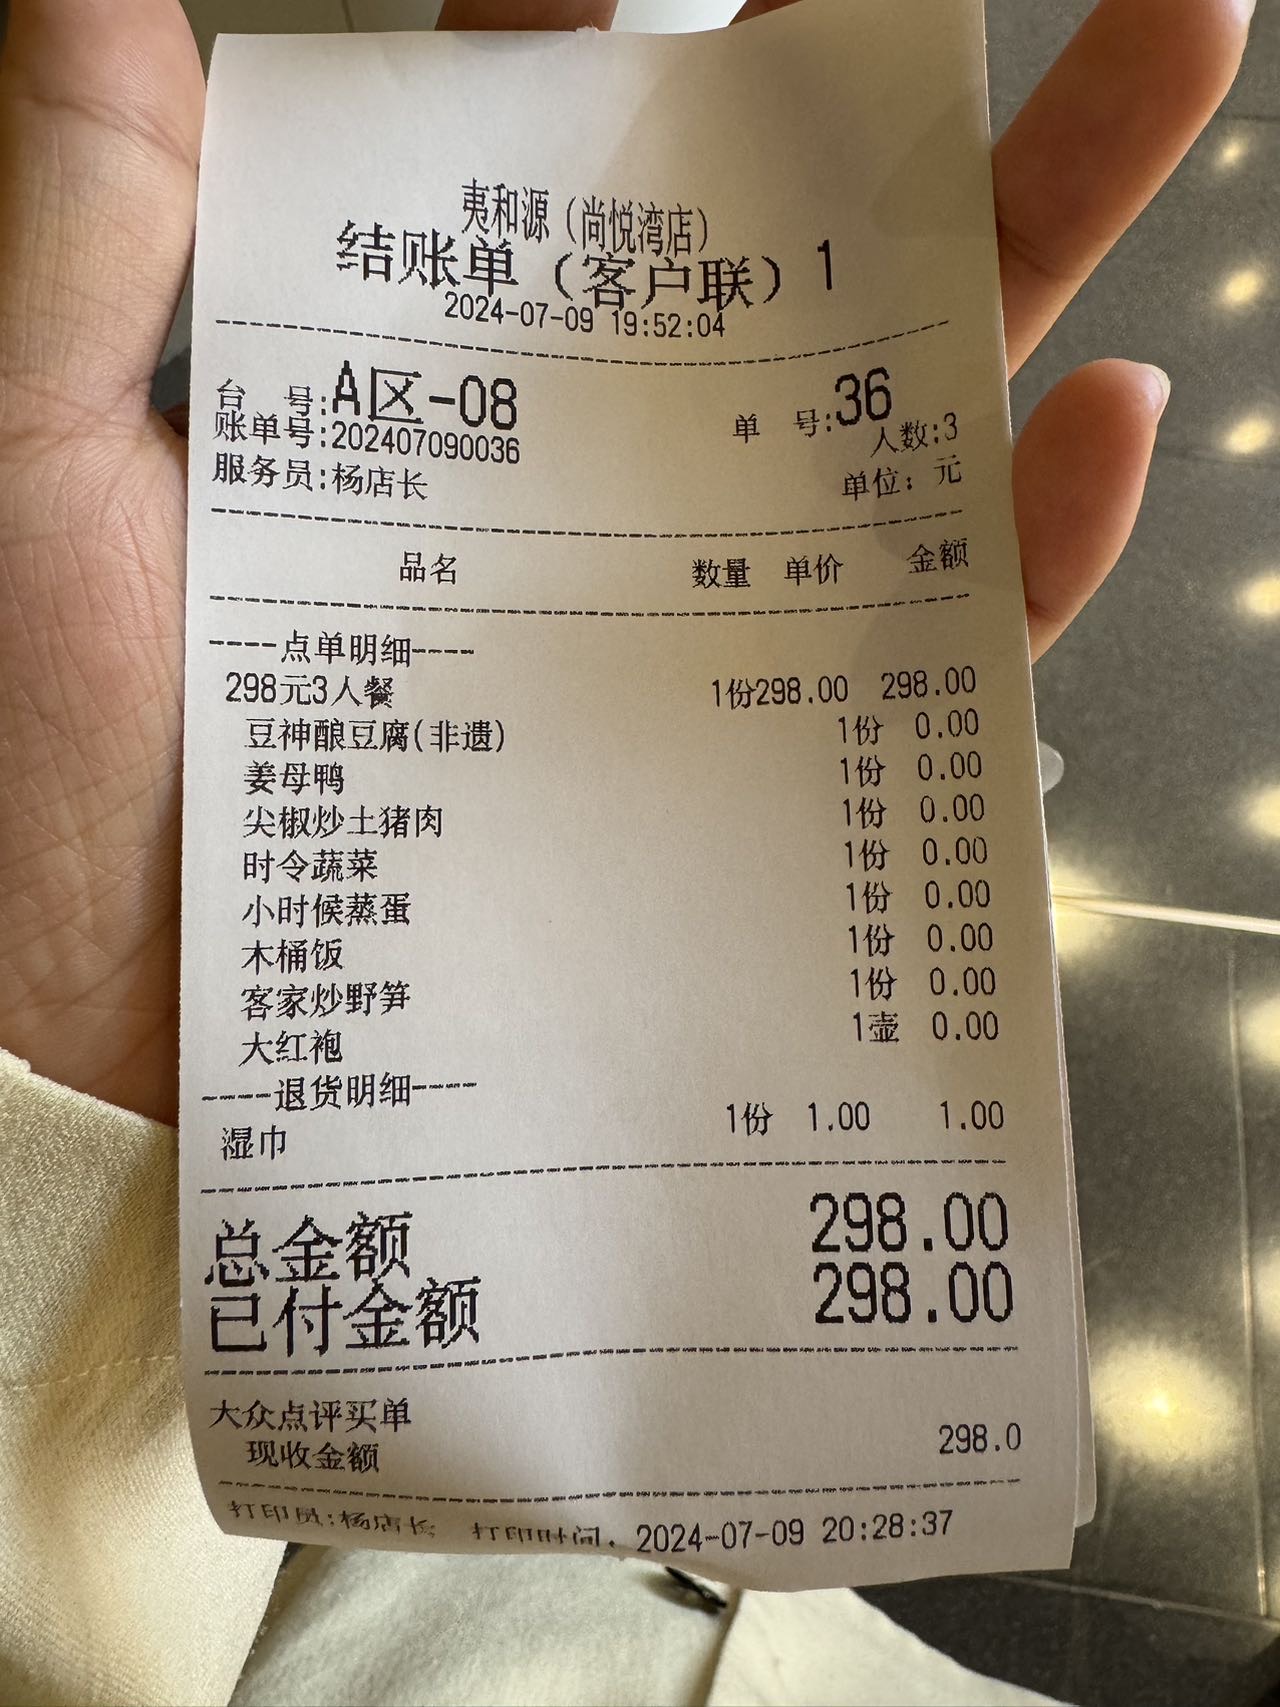 夷和源（尚悦湾店）
结账单（客户联）1
2024-07-09 19:52:04
台 号:A区-08 单 号:36
账单号:202407090036 人数:3
服务员:杨店长 单位：元
品名 数量 单价 金额
----点单明细----
298元3人餐 1份298.00 298.00
豆神酿豆腐(非遗) 1份 0.00
姜母鸭 1份 0.00
尖椒炒土猪肉 1份 0.00
时令蔬菜 1份 0.00
小时候蒸蛋 1份 0.00
木桶饭 1份 0.00
客家炒野笋 1份 0.00
大红袍 1壶 0.00
----退货明细----
湿巾 1份 1.00 1.00
总金额 298.00
已付金额 298.00
大众点评买单
现收金额 298.0
打印员:杨店长 打印时间：2024-07-09 20:28:37